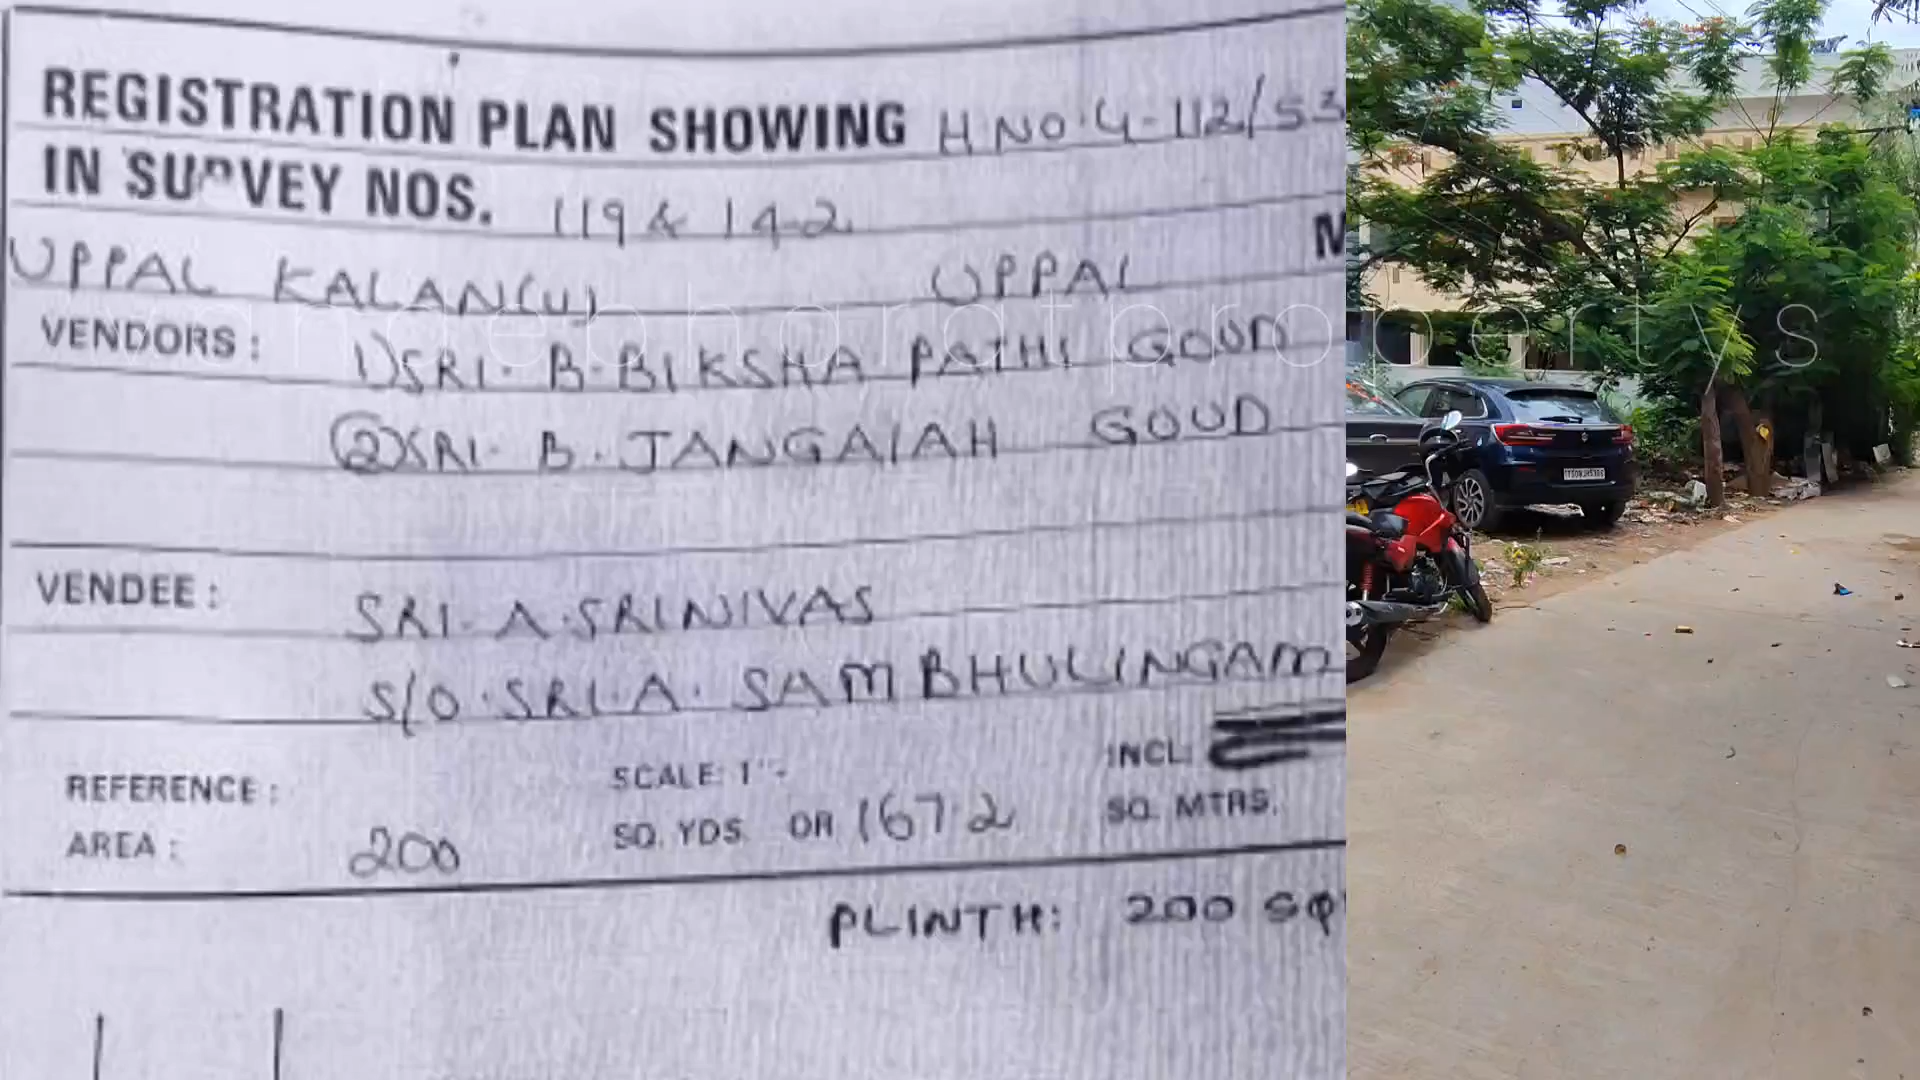 REGISTRATION PLAN SHOWING H.NO.4-112/53
IN SURVEY NOS. 119 & 142
UPPAL KALAN(U) UPPAL M
VENDORS: 1) SRI. B. BIKSHA PATHI GOUD
2) SRI. B. JANGAIAH GOUD
VENDEE: SRI. A. SRINIVAS
S/O. SRI. A. SAMBHULINGAM
REFERENCE: SCALE: 1" - INCL:
AREA: 200 SQ. YDS. OR 167.2 SQ. MTRS.
PLINTH: 200 SQ
vandebharatpropertys